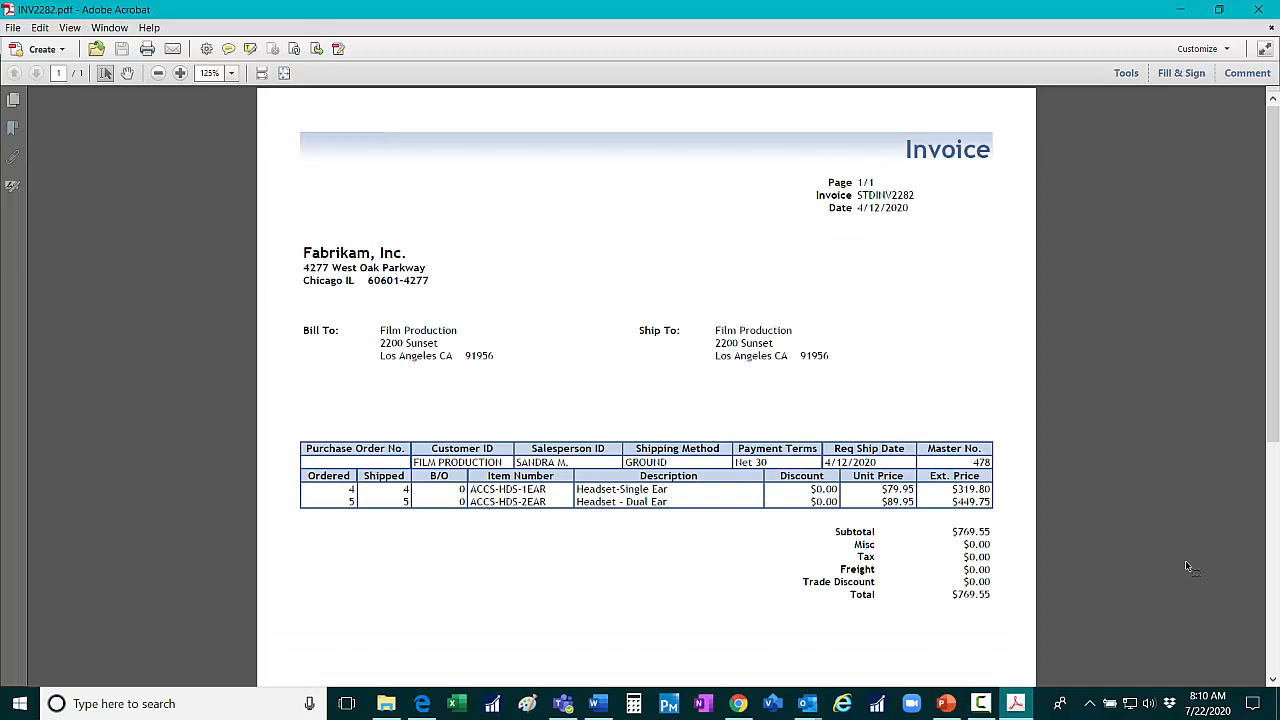 INV2282.pdf - Adobe Acrobat
File Edit View Window Help
Create Customize
1 / 1 125% Tools Fill & Sign Comment
Invoice
Page 1/1
Invoice STDINV2282
Date 4/12/2020
Fabrikam, Inc.
4277 West Oak Parkway
Chicago IL 60601-4277
Bill To: Film Production Ship To: Film Production
2200 Sunset 2200 Sunset
Los Angeles CA 91956 Los Angeles CA 91956
Purchase Order No. Customer ID Salesperson ID Shipping Method Payment Terms Req Ship Date Master No.
FILM PRODUCTION SANDRA M. GROUND Net 30 4/12/2020 478
Ordered Shipped B/O Item Number Description Discount Unit Price Ext. Price
4 4 0 ACCS-HDS-1EAR Headset-Single Ear $0.00 $79.95 $319.80
5 5 0 ACCS-HDS-2EAR Headset - Dual Ear $0.00 $89.95 $449.75
Subtotal $769.55
Misc $0.00
Tax $0.00
Freight $0.00
Trade Discount $0.00
Total $769.55
Type here to search
8:10 AM
7/22/2020